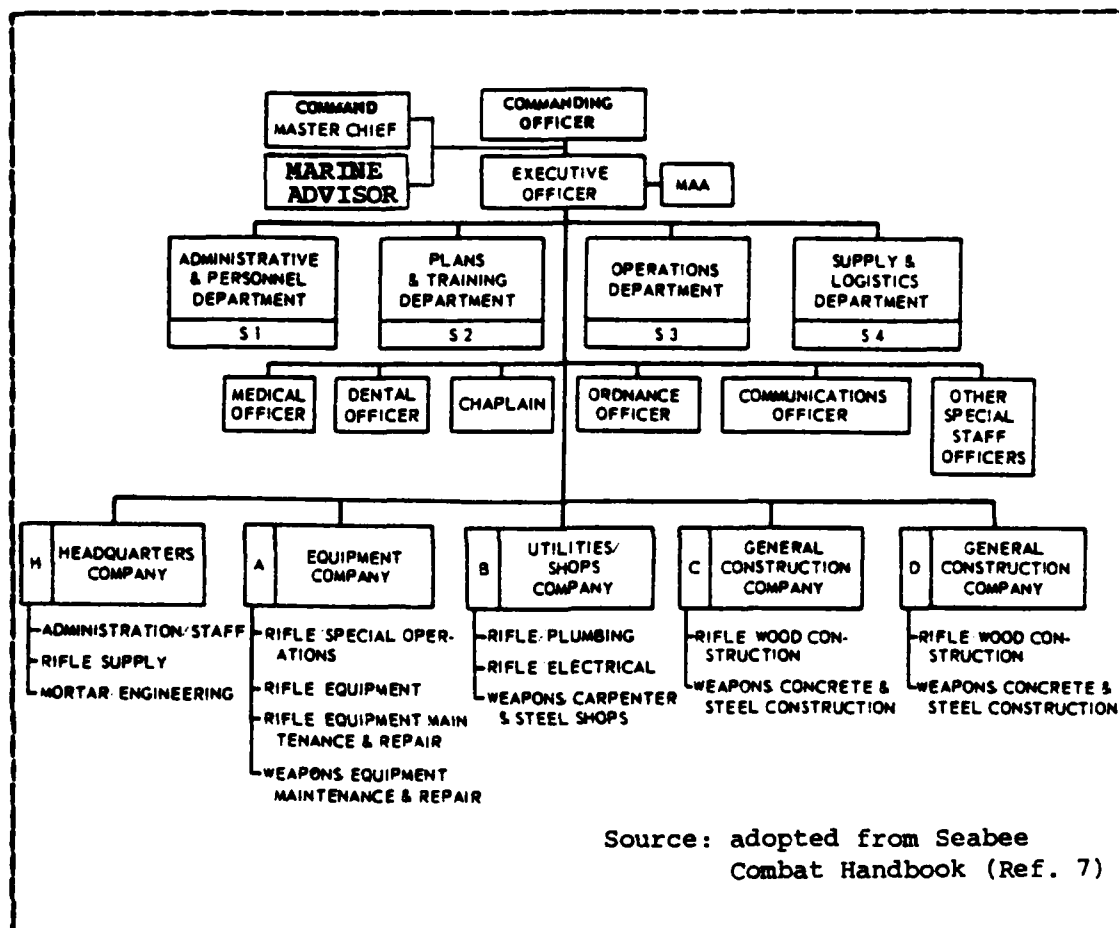 COMMAND
MASTER CHIEF
COMMANDING
OFFICER
MARINE
ADVISOR
EXECUTIVE
OFFICER
MAA
ADMINISTRATIVE
& PERSONNEL
DEPARTMENT
S 1
PLANS
& TRAINING
DEPARTMENT
S 2
OPERATIONS
DEPARTMENT
S 3
SUPPLY &
LOGISTICS
DEPARTMENT
S 4
MEDICAL
OFFICER
DENTAL
OFFICER
CHAPLAIN
ORDNANCE
OFFICER
COMMUNICATIONS
OFFICER
OTHER
SPECIAL
STAFF
OFFICERS
H
HEADQUARTERS
COMPANY
ADMINISTRATION/STAFF
RIFLE SUPPLY
MORTAR ENGINEERING
A
EQUIPMENT
COMPANY
RIFLE SPECIAL OPER-
ATIONS
RIFLE EQUIPMENT
RIFLE EQUIPMENT MAIN
TENANCE & REPAIR
WEAPONS EQUIPMENT
MAINTENANCE & REPAIR
B
UTILITIES/
SHOPS
COMPANY
RIFLE/PLUMBING
RIFLE ELECTRICAL
WEAPONS CARPENTER
& STEEL SHOPS
C
GENERAL
CONSTRUCTION
COMPANY
RIFLE WOOD CON-
STRUCTION
WEAPONS CONCRETE &
STEEL CONSTRUCTION
D
GENERAL
CONSTRUCTION
COMPANY
RIFLE WOOD CON-
STRUCTION
WEAPONS CONCRETE &
STEEL CONSTRUCTION
Source: adopted from Seabee
Combat Handbook (Ref. 7)